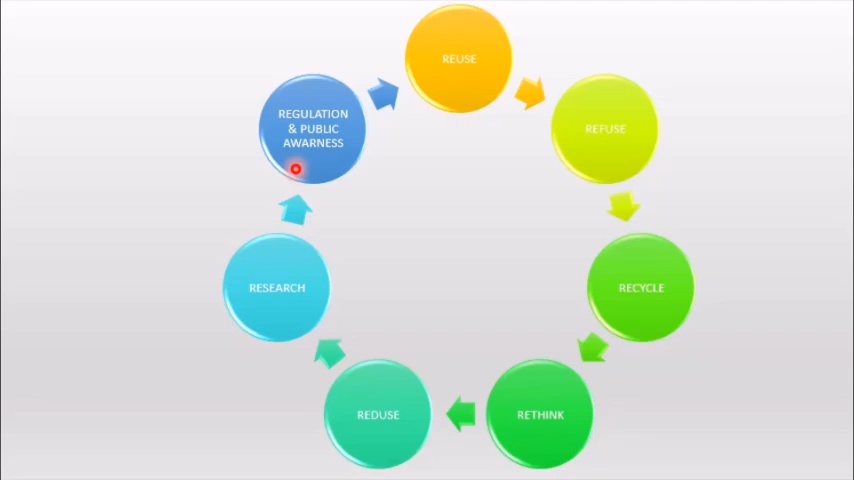 REUSE
REFUSE
RECYCLE
RETHINK
REDUSE
RESEARCH
REGULATION
& PUBLIC
AWARNESS